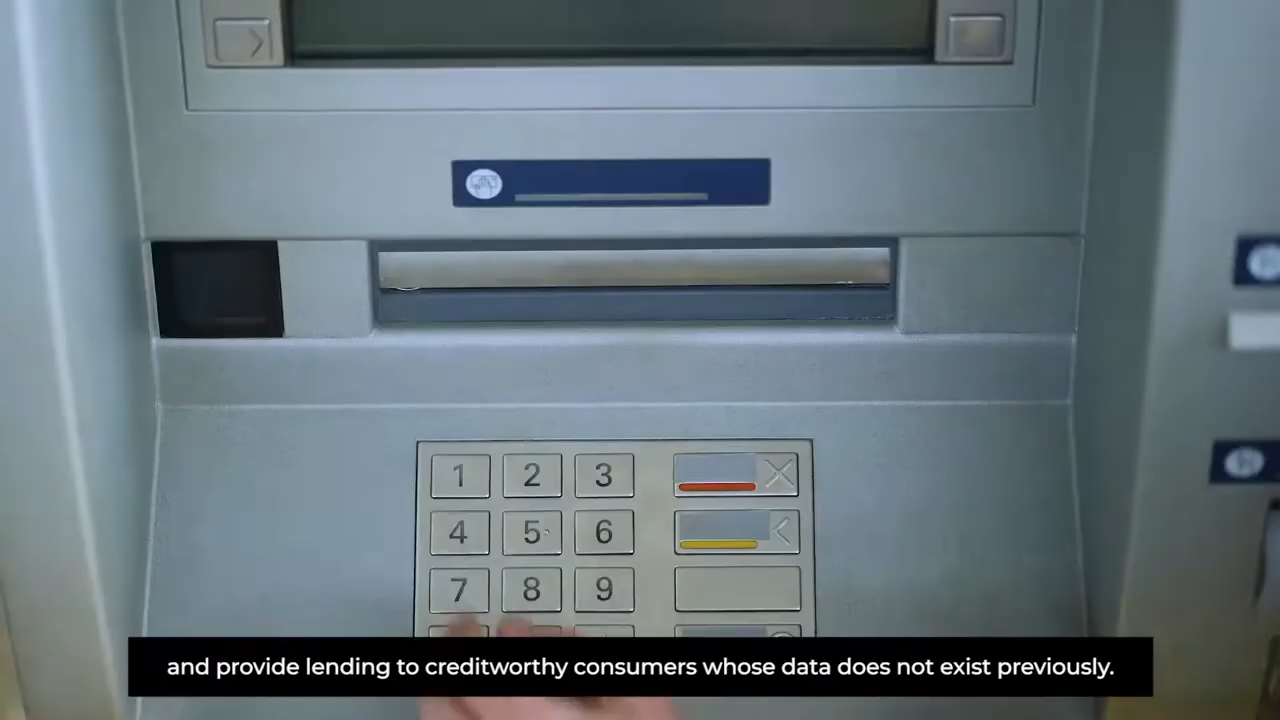 1 2 3
4 5 6
7 8 9
and provide lending to creditworthy consumers whose data does not exist previously.